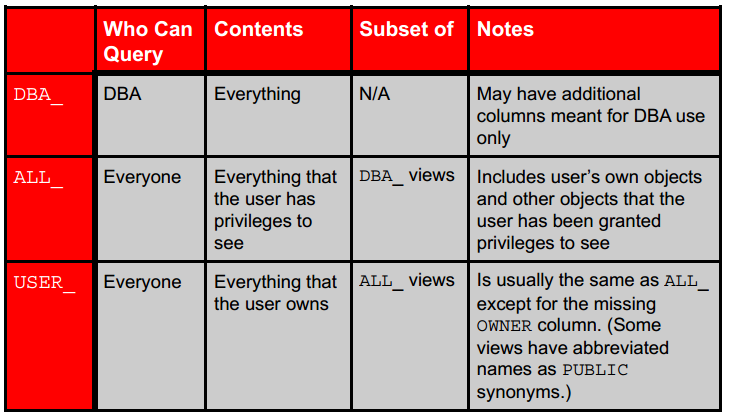 Who Can Query Contents Subset of Notes
DBA_ DBA Everything N/A May have additional
columns meant for DBA use
only
ALL_ Everyone Everything that
the user has
privileges to
see
DBA_ views
Includes user's own objects
and other objects that the
user has been granted
privileges to see
USER_ Everyone Everything that
the user owns
ALL_ views
Is usually the same as ALL_
except for the missing
OWNER column. (Some
views have abbreviated
names as PUBLIC
synonyms.)